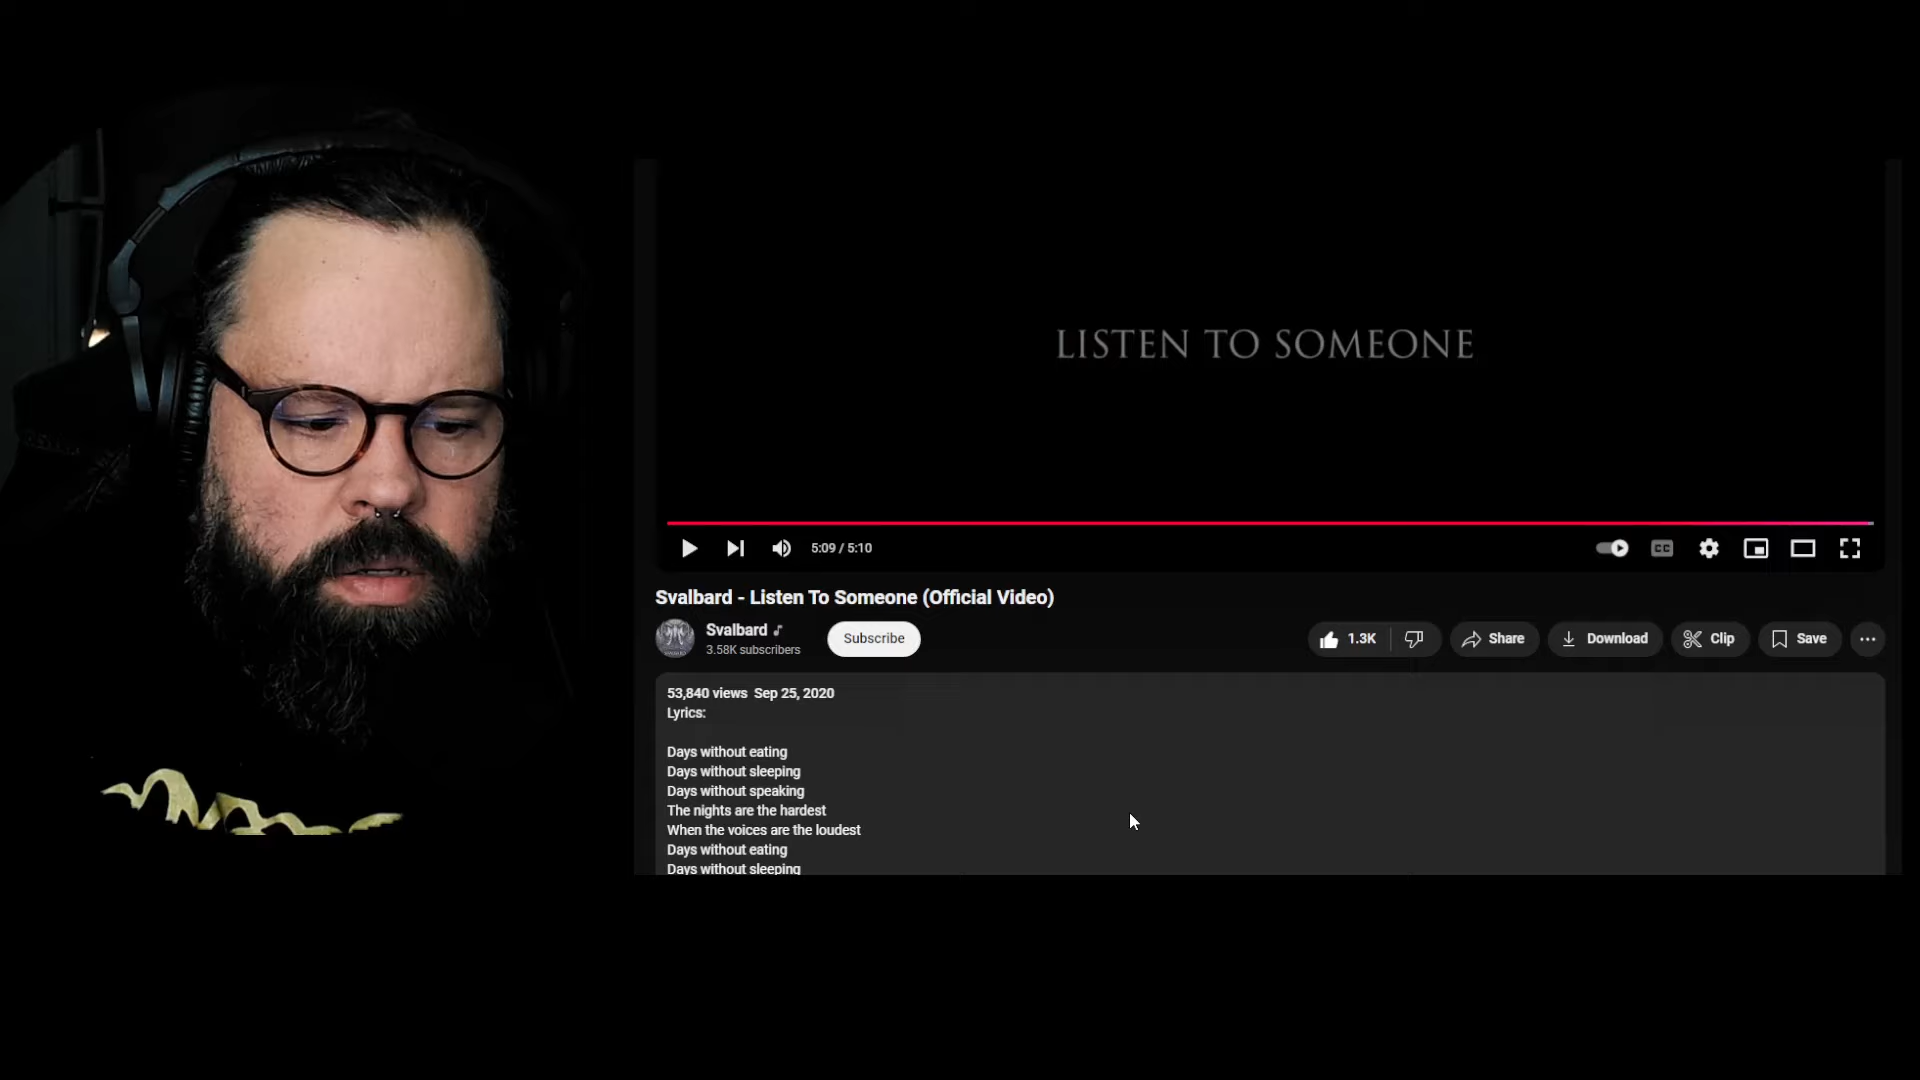 LISTEN TO SOMEONE
5:09 / 5:10
CC
Svalbard - Listen To Someone (Official Video)
Svalbard
3.58K subscribers
Subscribe
1.3K
Share
Download
Clip
Save
53,840 views Sep 25, 2020
Lyrics:
Days without eating
Days without sleeping
Days without speaking
The nights are the hardest
When the voices are the loudest
Days without eating
Days without sleeping